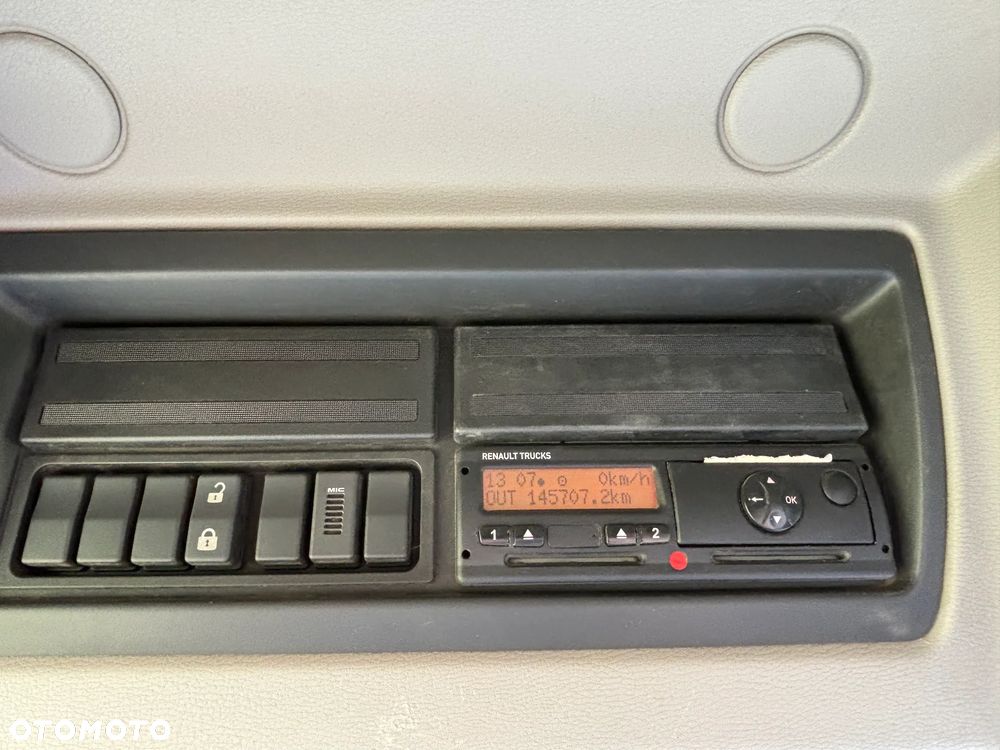 RENAULT TRUCKS
13 07 0km/h
OUT 145707.2km
MIC
1 2
OK
OTOMOTO